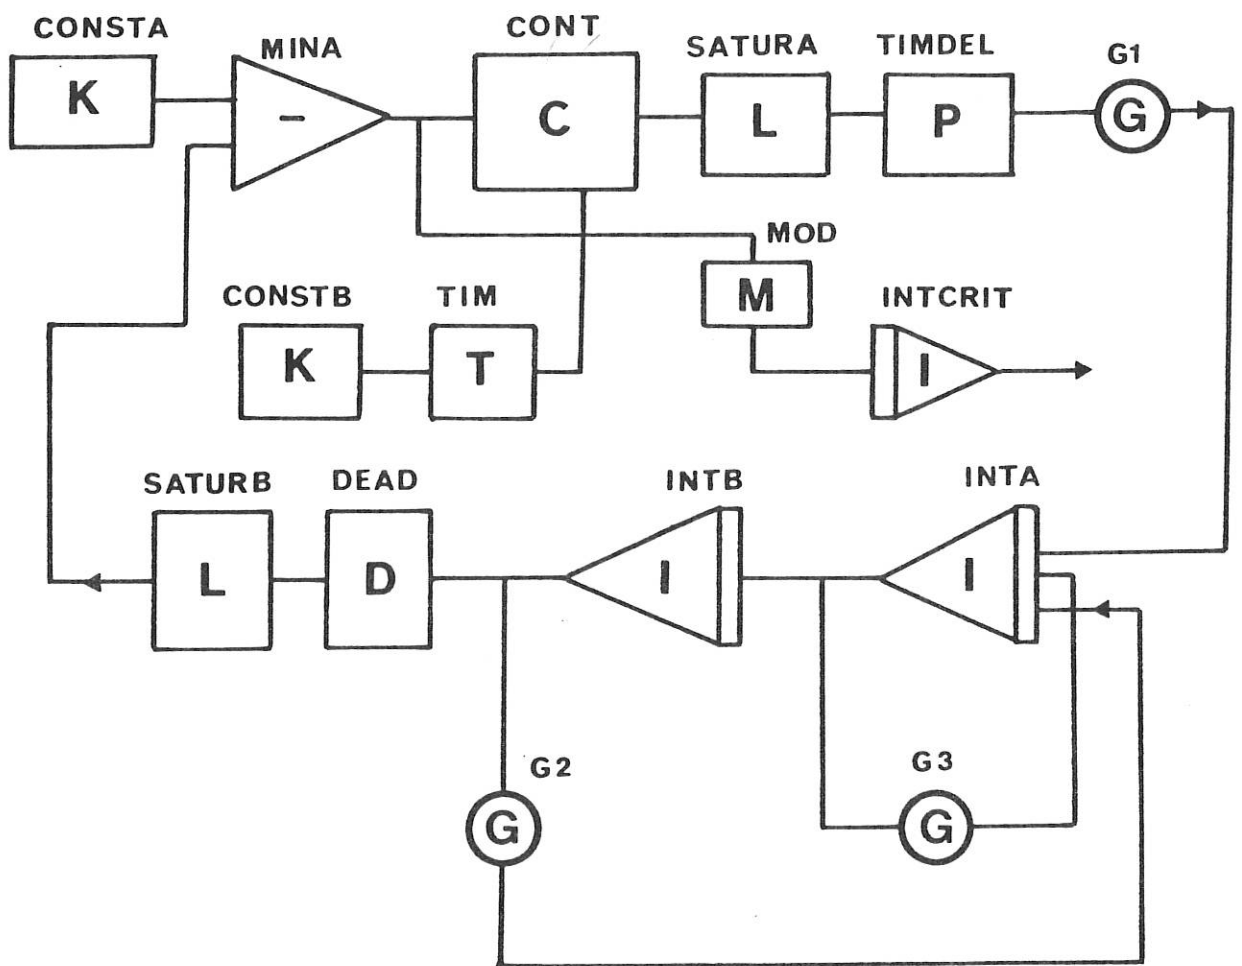 CONSTA
MINA
CONT
SATURA
TIMDEL
G1
K
−
C
L
P
G
MOD
CONSTB
TIM
M
INTCRIT
K
T
I
SATURB
DEAD
INTB
INTA
L
D
I
I
G2
G3
G
G